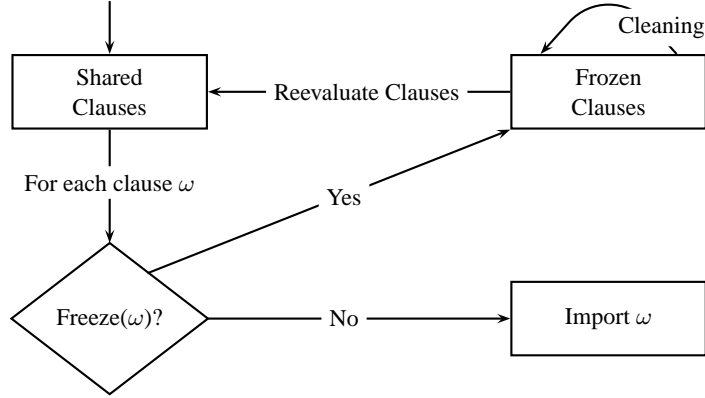 Cleaning
Shared
Clauses
Reevaluate Clauses
Frozen
Clauses
For each clause ω
Yes
Freeze(ω)?
No
Import ω